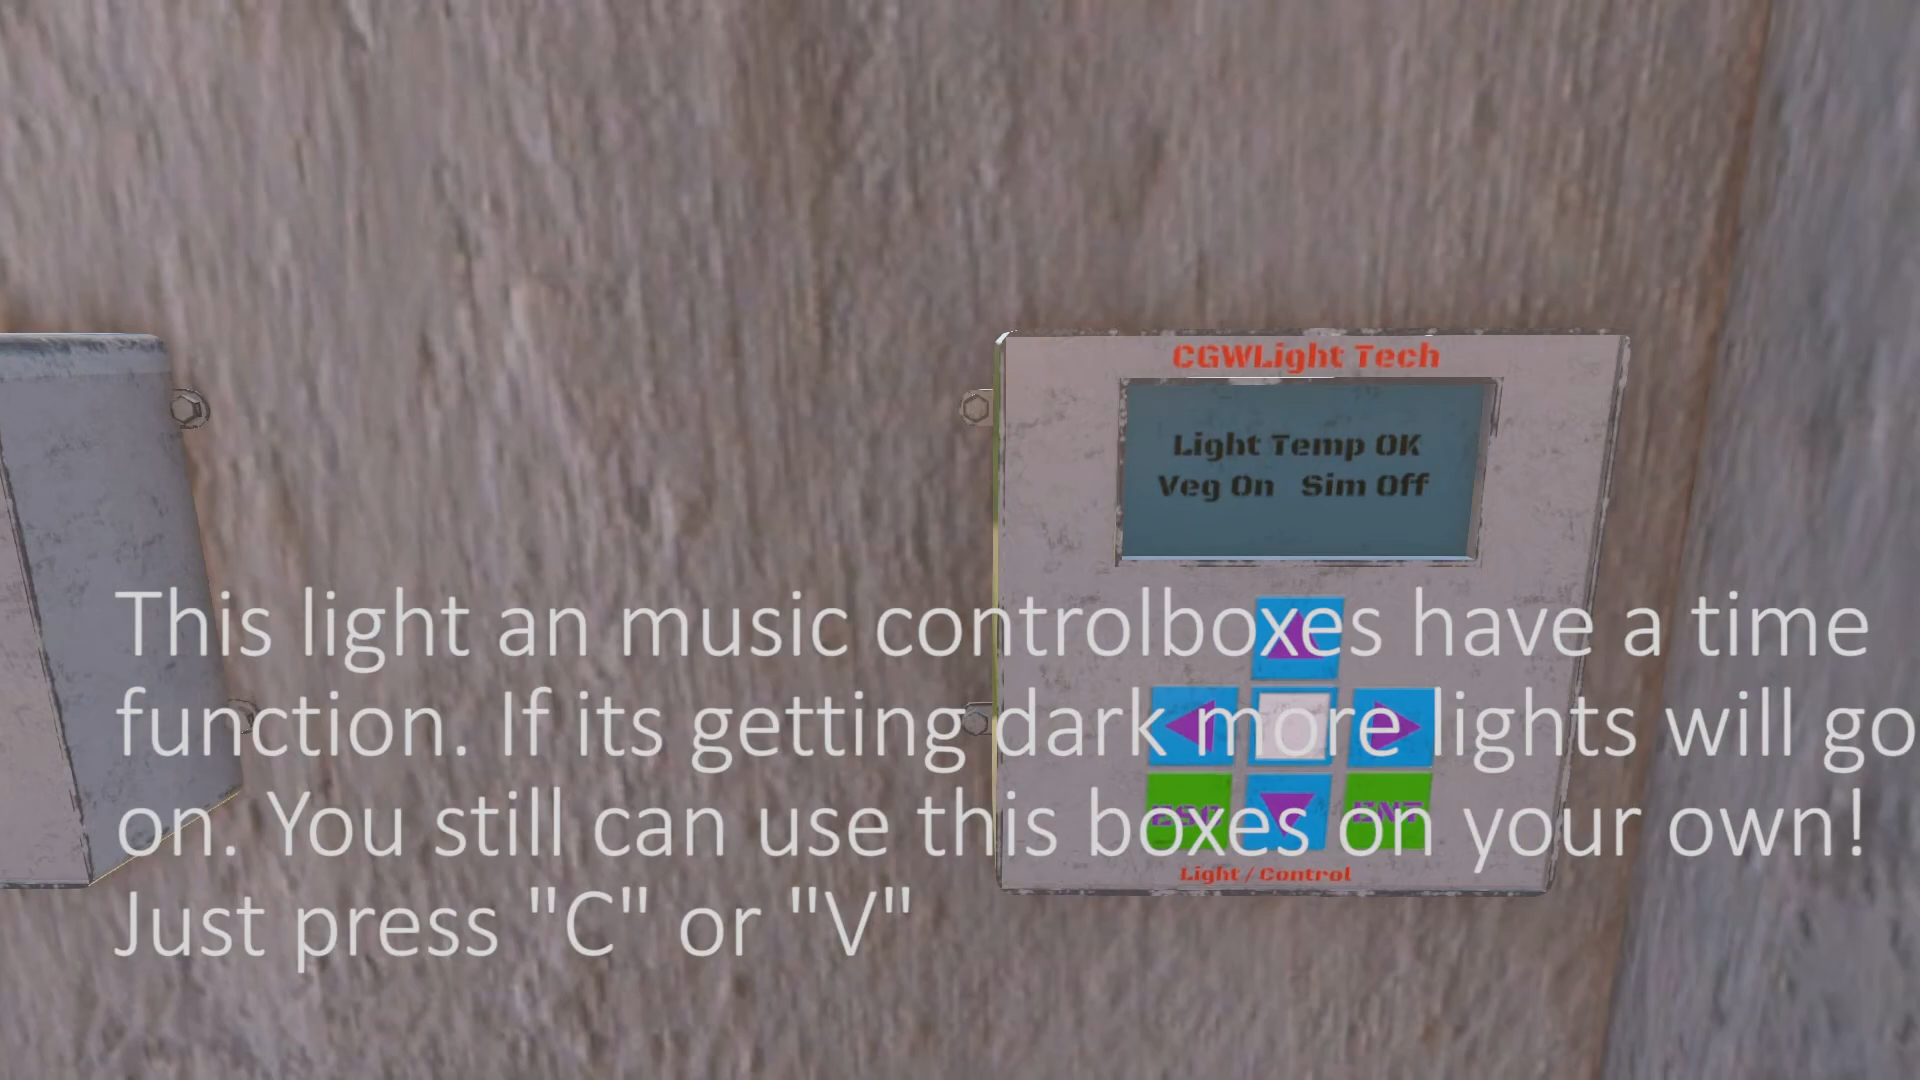 CGWLight Tech
Light Temp OK
Veg On Sim Off
This light an music controlboxes have a time
function. If its getting dark more lights will go
on. You still can use this boxes on your own!
Just press "C" or "V"
ESC
ENT
Light / Control